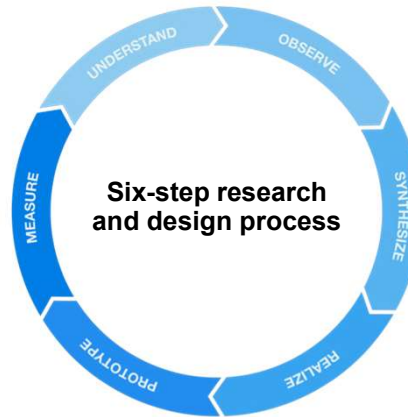 UNDERSTAND
OBSERVE
SYNTHESIZE
REALIZE
PROTOTYPE
MEASURE
Six-step research
and design process